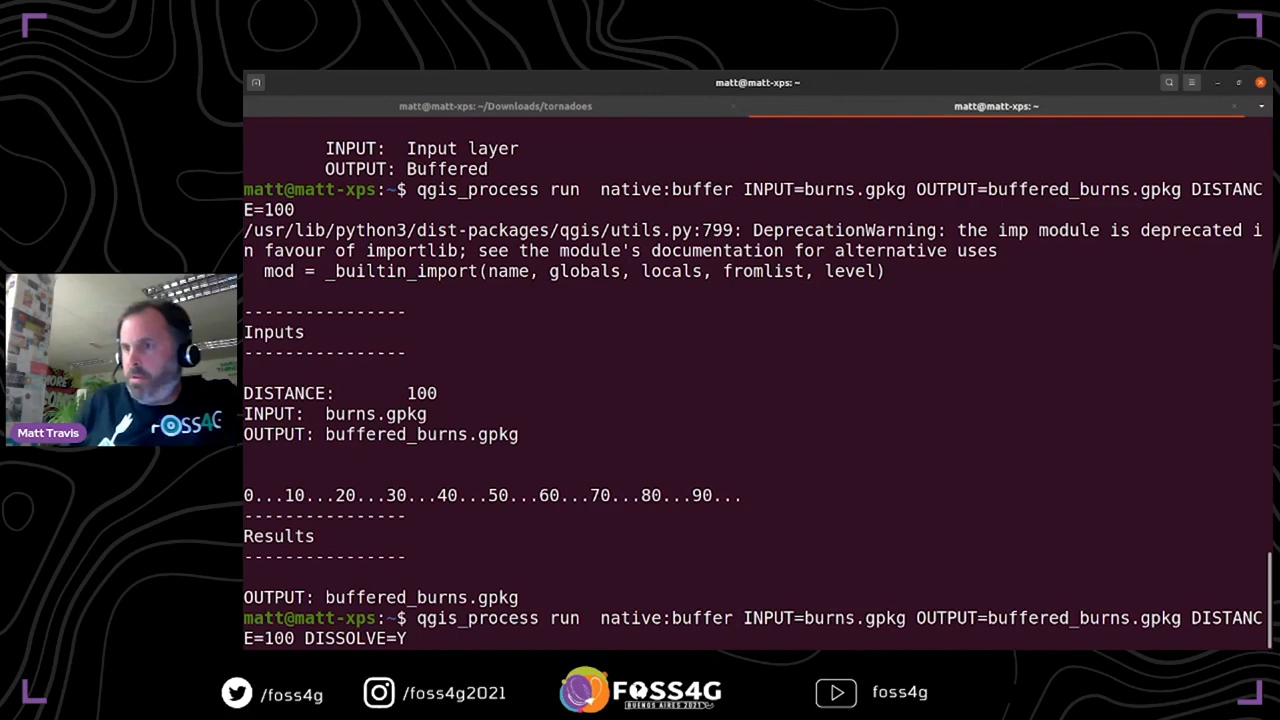 matt@matt-xps: ~
matt@matt-xps: ~/Downloads/tornadoes
matt@matt-xps: ~
INPUT: Input layer
OUTPUT: Buffered
matt@matt-xps:~$ qgis_process run native:buffer INPUT=burns.gpkg OUTPUT=buffered_burns.gpkg DISTANC
E=100
/usr/lib/python3/dist-packages/qgis/utils.py:799: DeprecationWarning: the imp module is deprecated i
n favour of importlib; see the module's documentation for alternative uses
mod = _builtin_import(name, globals, locals, fromlist, level)
----------------
Inputs
----------------
DISTANCE: 100
INPUT: burns.gpkg
OUTPUT: buffered_burns.gpkg
0...10...20...30...40...50...60...70...80...90...
----------------
Results
----------------
OUTPUT: buffered_burns.gpkg
matt@matt-xps:~$ qgis_process run native:buffer INPUT=burns.gpkg OUTPUT=buffered_burns.gpkg DISTANC
E=100 DISSOLVE=Y
MORE
FOSS4G
Matt Travis
/foss4g
/foss4g2021
FOSS4G
BUENOS AIRES 2021
foss4g